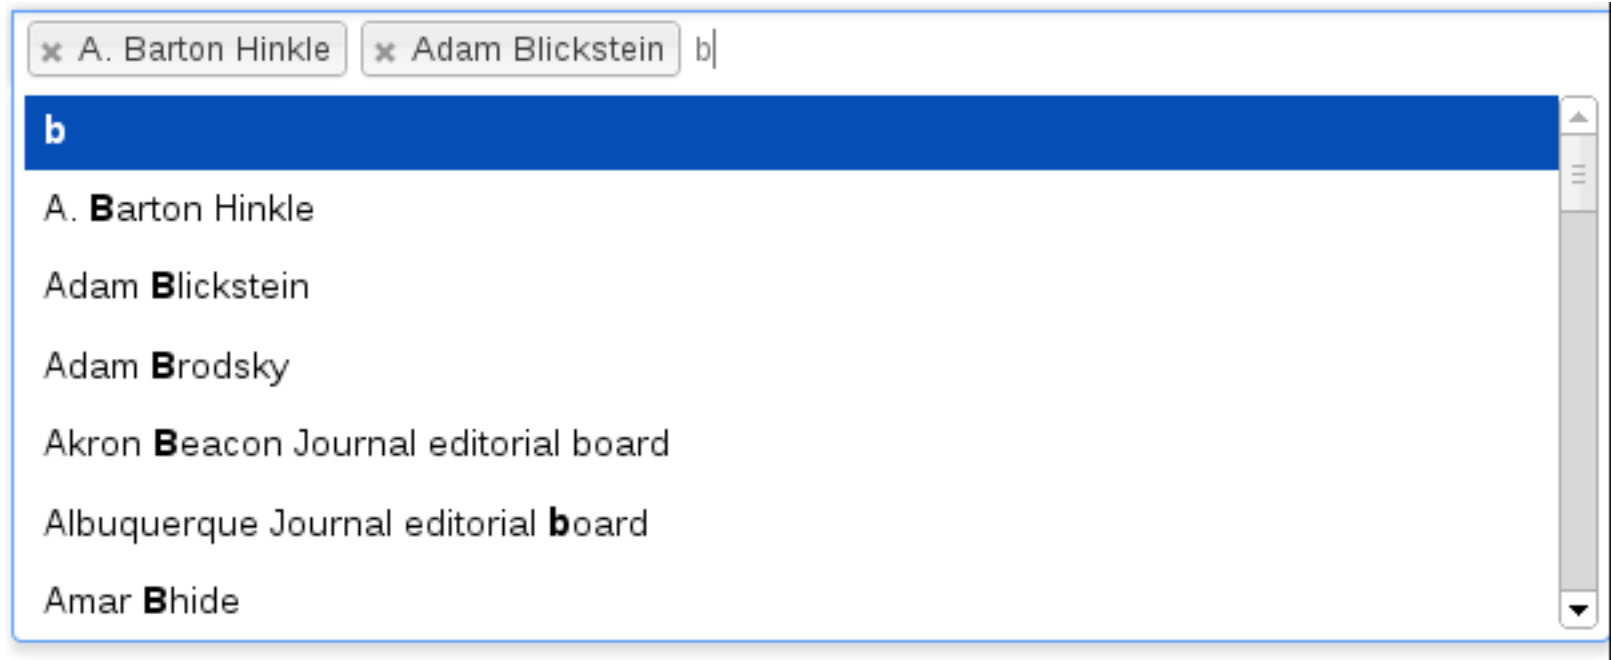 A. Barton Hinkle Adam Blickstein b
b
A. Barton Hinkle
Adam Blickstein
Adam Brodsky
Akron Beacon Journal editorial board
Albuquerque Journal editorial board
Amar Bhide